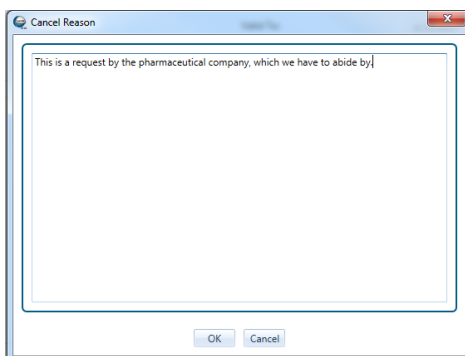 Cancel Reason
This is a request by the pharmaceutical company, which we have to abide by.
OK
Cancel